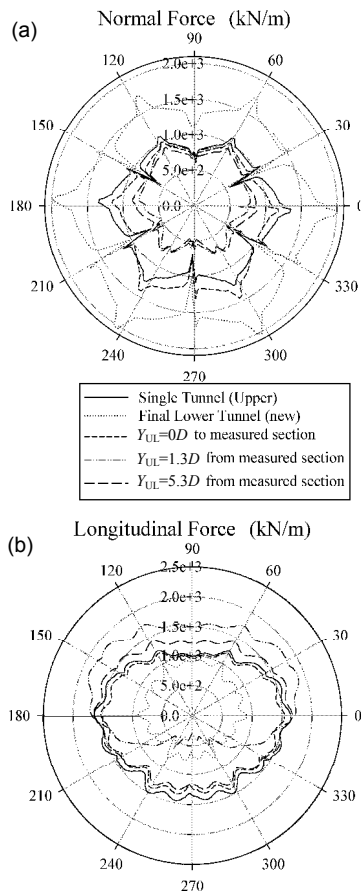 (a)
Normal Force (kN/m)
90
120
60
2.0e+3
1.5e+3
150
30
1.0e+3
5.0e+2
180
0.0
0
210
330
240
300
270
Single Tunnel (Upper)
Final Lower Tunnel (new)
Y_UL=0D to measured section
Y_UL=1.3D from measured section
Y_UL=5.3D from measured section
(b)
Longitudinal Force (kN/m)
90
2.5e+3
120
60
2.0e+3
1.5e+3
150
30
1.0e+3
5.0e+2
180
0.0
0
210
330
240
300
270